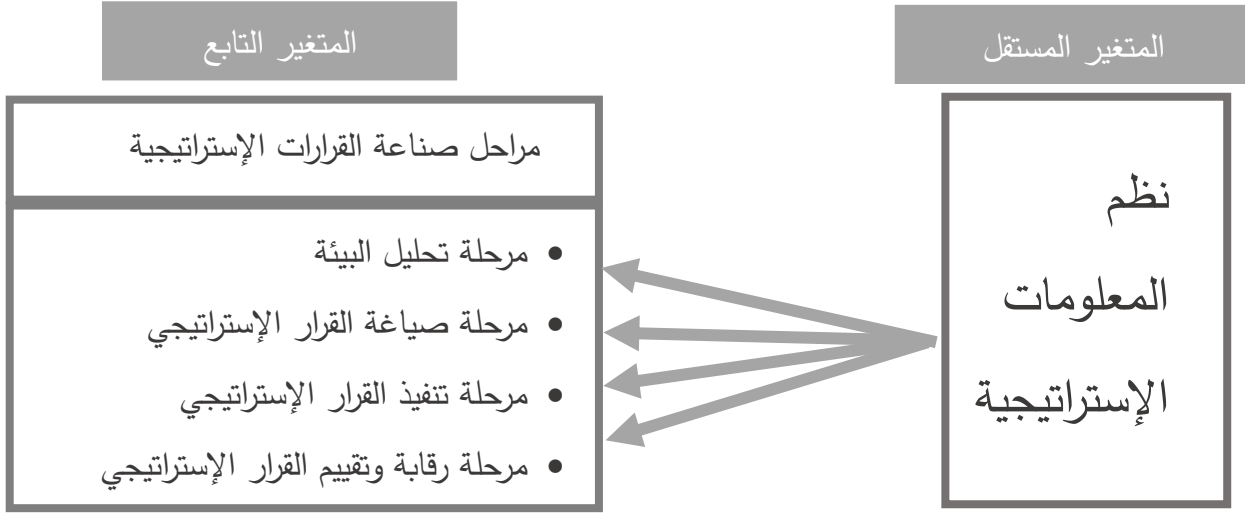 المتغير المستقل
نظم
المعلومات
الإستراتيجية
المتغير التابع
مراحل صناعة القرارات الإستراتيجية
• مرحلة تحليل البيئة
• مرحلة صياغة القرار الإستراتيجي
• مرحلة تنفيذ القرار الإستراتيجي
• مرحلة رقابة وتقييم القرار الإستراتيجي